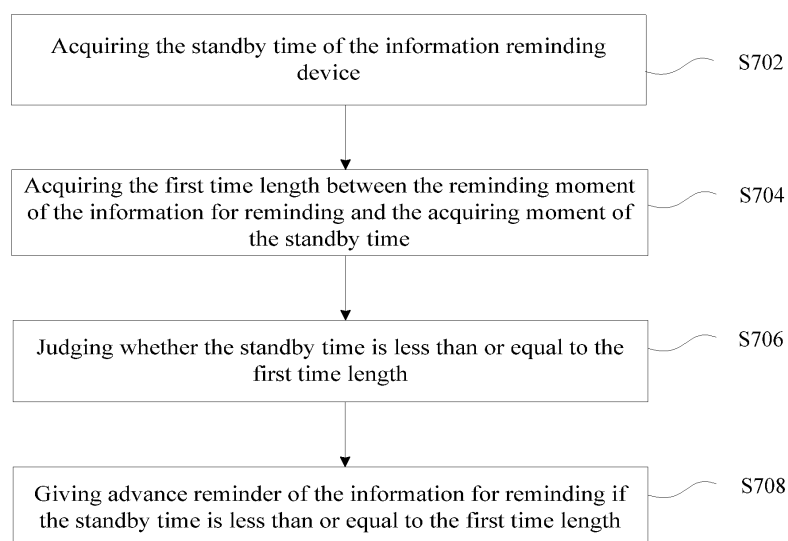 Acquiring the standby time of the information reminding
device
S702
Acquiring the first time length between the reminding moment
of the information for reminding and the acquiring moment of
the standby time
S704
Judging whether the standby time is less than or equal to the
first time length
S706
Giving advance reminder of the information for reminding if
the standby time is less than or equal to the first time length
S708